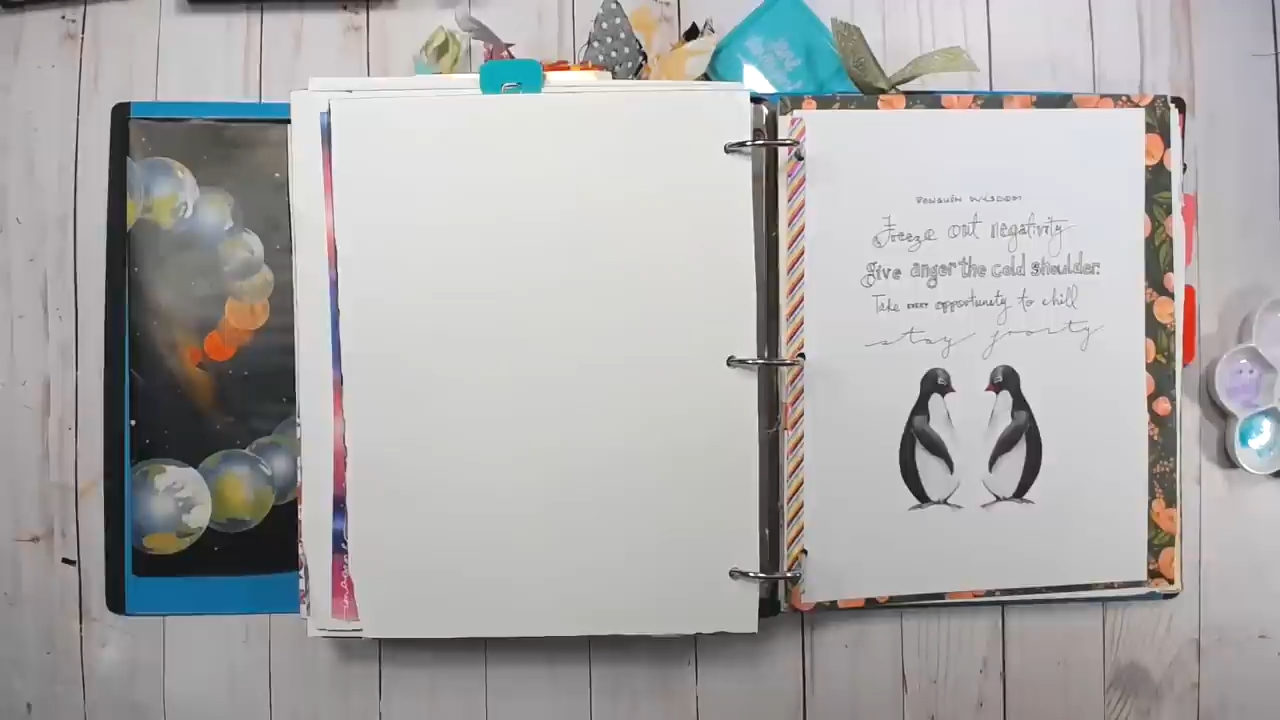 PENGUIN WISDOM
Freeze out negativity
give anger the cold shoulder.
Take EVERY opportunity to chill
stay frosty